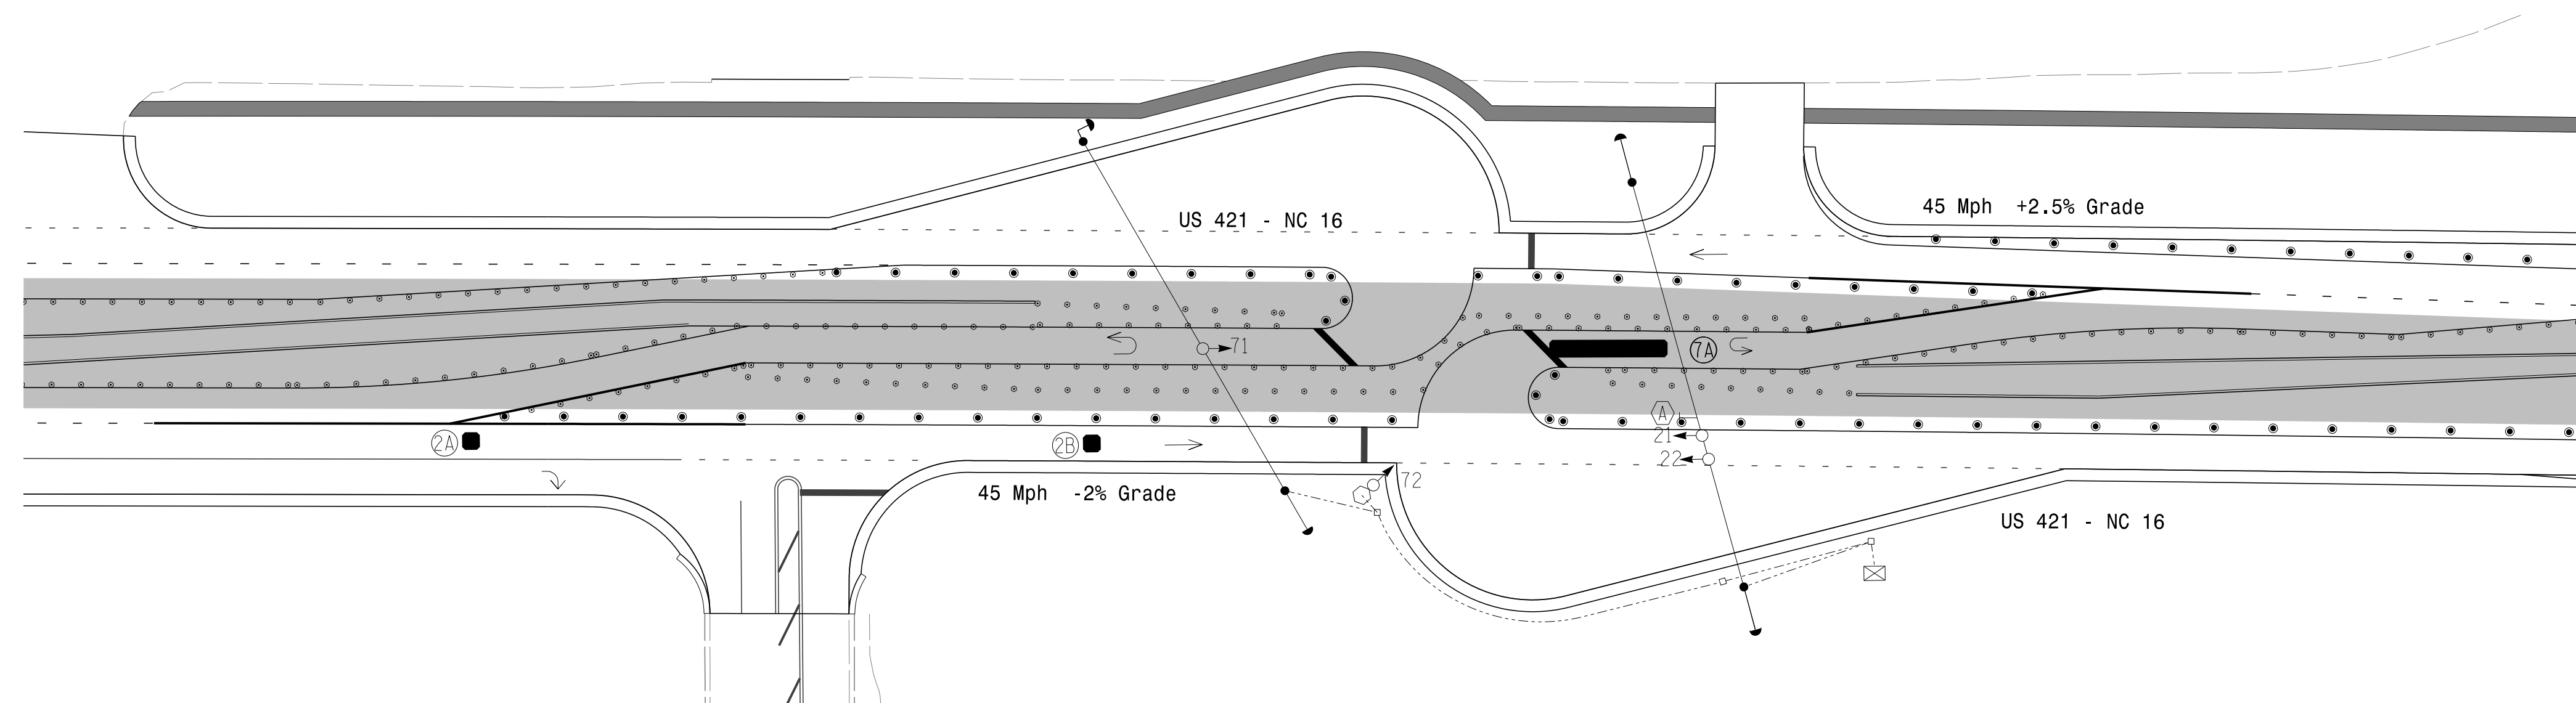 45 Mph +2.5% Grade
US 421 - NC 16
71
7A
A
21
2A
2B
22
72
45 Mph -2% Grade
US 421 - NC 16